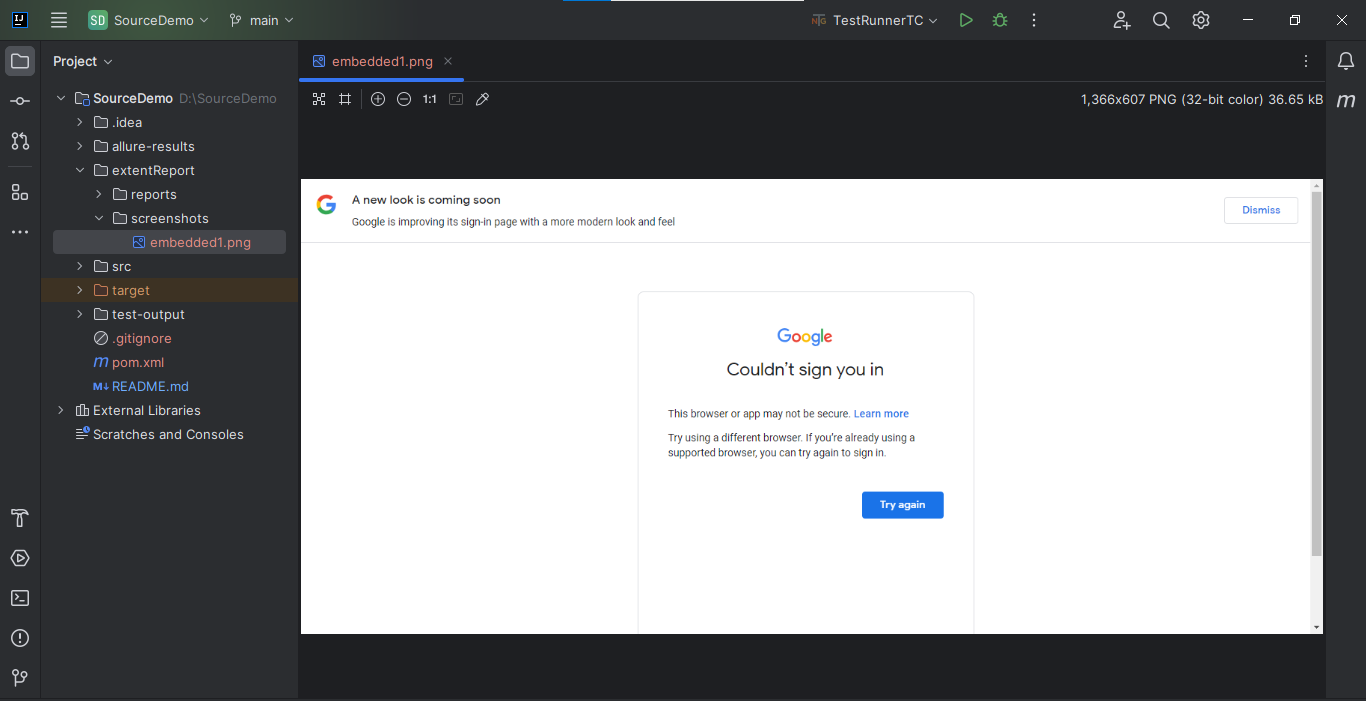 SD SourceDemo main TestRunnerTC
Project
embedded1.png
1:1
1,366x607 PNG (32-bit color) 36.65 kB
SourceDemo D:\SourceDemo
.idea
allure-results
extentReport
reports
screenshots
embedded1.png
src
target
test-output
.gitignore
m pom.xml
M↓ README.md
External Libraries
Scratches and Consoles
m
A new look is coming soon
Google is improving its sign-in page with a more modern look and feel
Dismiss
Google
Couldn't sign you in
This browser or app may not be secure. Learn more
Try using a different browser. If you're already using a
supported browser, you can try again to sign in.
Try again